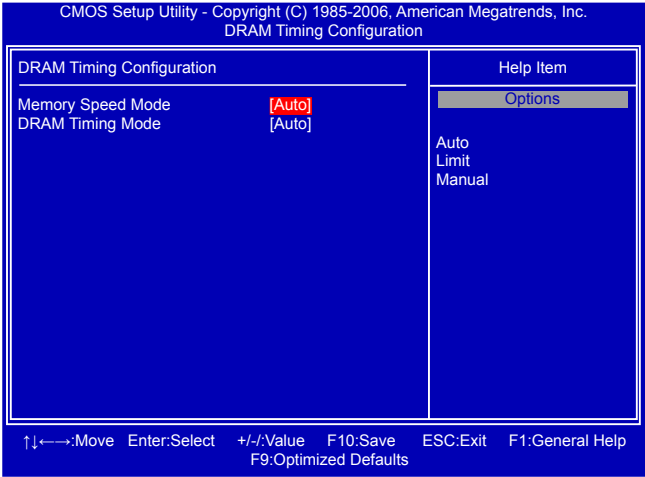 CMOS Setup Utility - Copyright (C) 1985-2006, American Megatrends, Inc.
DRAM Timing Configuration
DRAM Timing Configuration
Memory Speed Mode [Auto]
DRAM Timing Mode [Auto]
Help Item
Options
Auto
Limit
Manual
↑↓←→:Move Enter:Select +/-/:Value F10:Save ESC:Exit F1:General Help
F9:Optimized Defaults